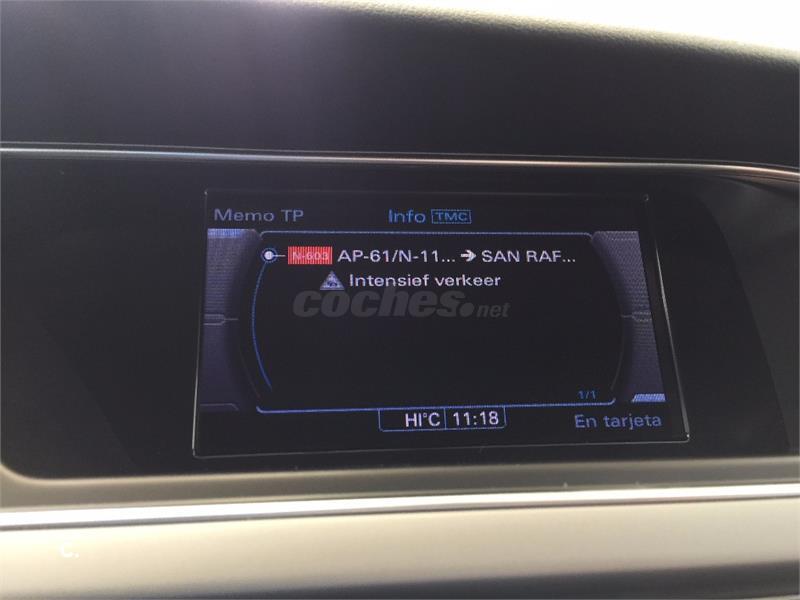 Memo TP Info TMC
N-603 AP-61/N-11... → SAN RAF...
Intensief verkeer
coches.net
1/1
HI°C 11:18
En tarjeta
c.